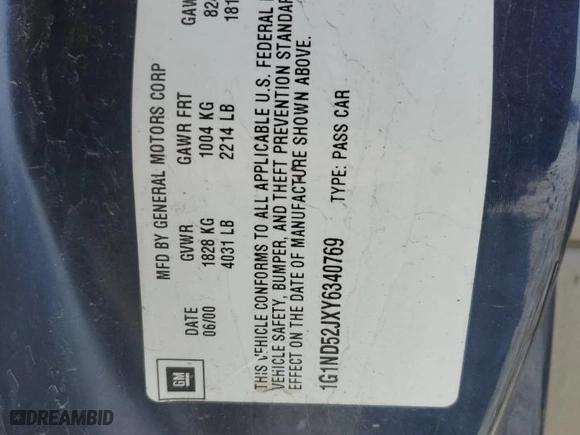 GM
MFD BY GENERAL MOTORS CORP
DATE GVWR GAWR FRT
06/00 1828 KG 1004 KG
4031 LB 2214 LB
THIS VEHICLE CONFORMS TO ALL APPLICABLE U.S. FEDERAL
VEHICLE SAFETY, BUMPER, AND THEFT PREVENTION
EFFECT ON THE DATE OF MANUFACTURE SHOWN ABOVE.
1G1ND52JXY6340769 TYPE: PASS CAR
DREAMBID